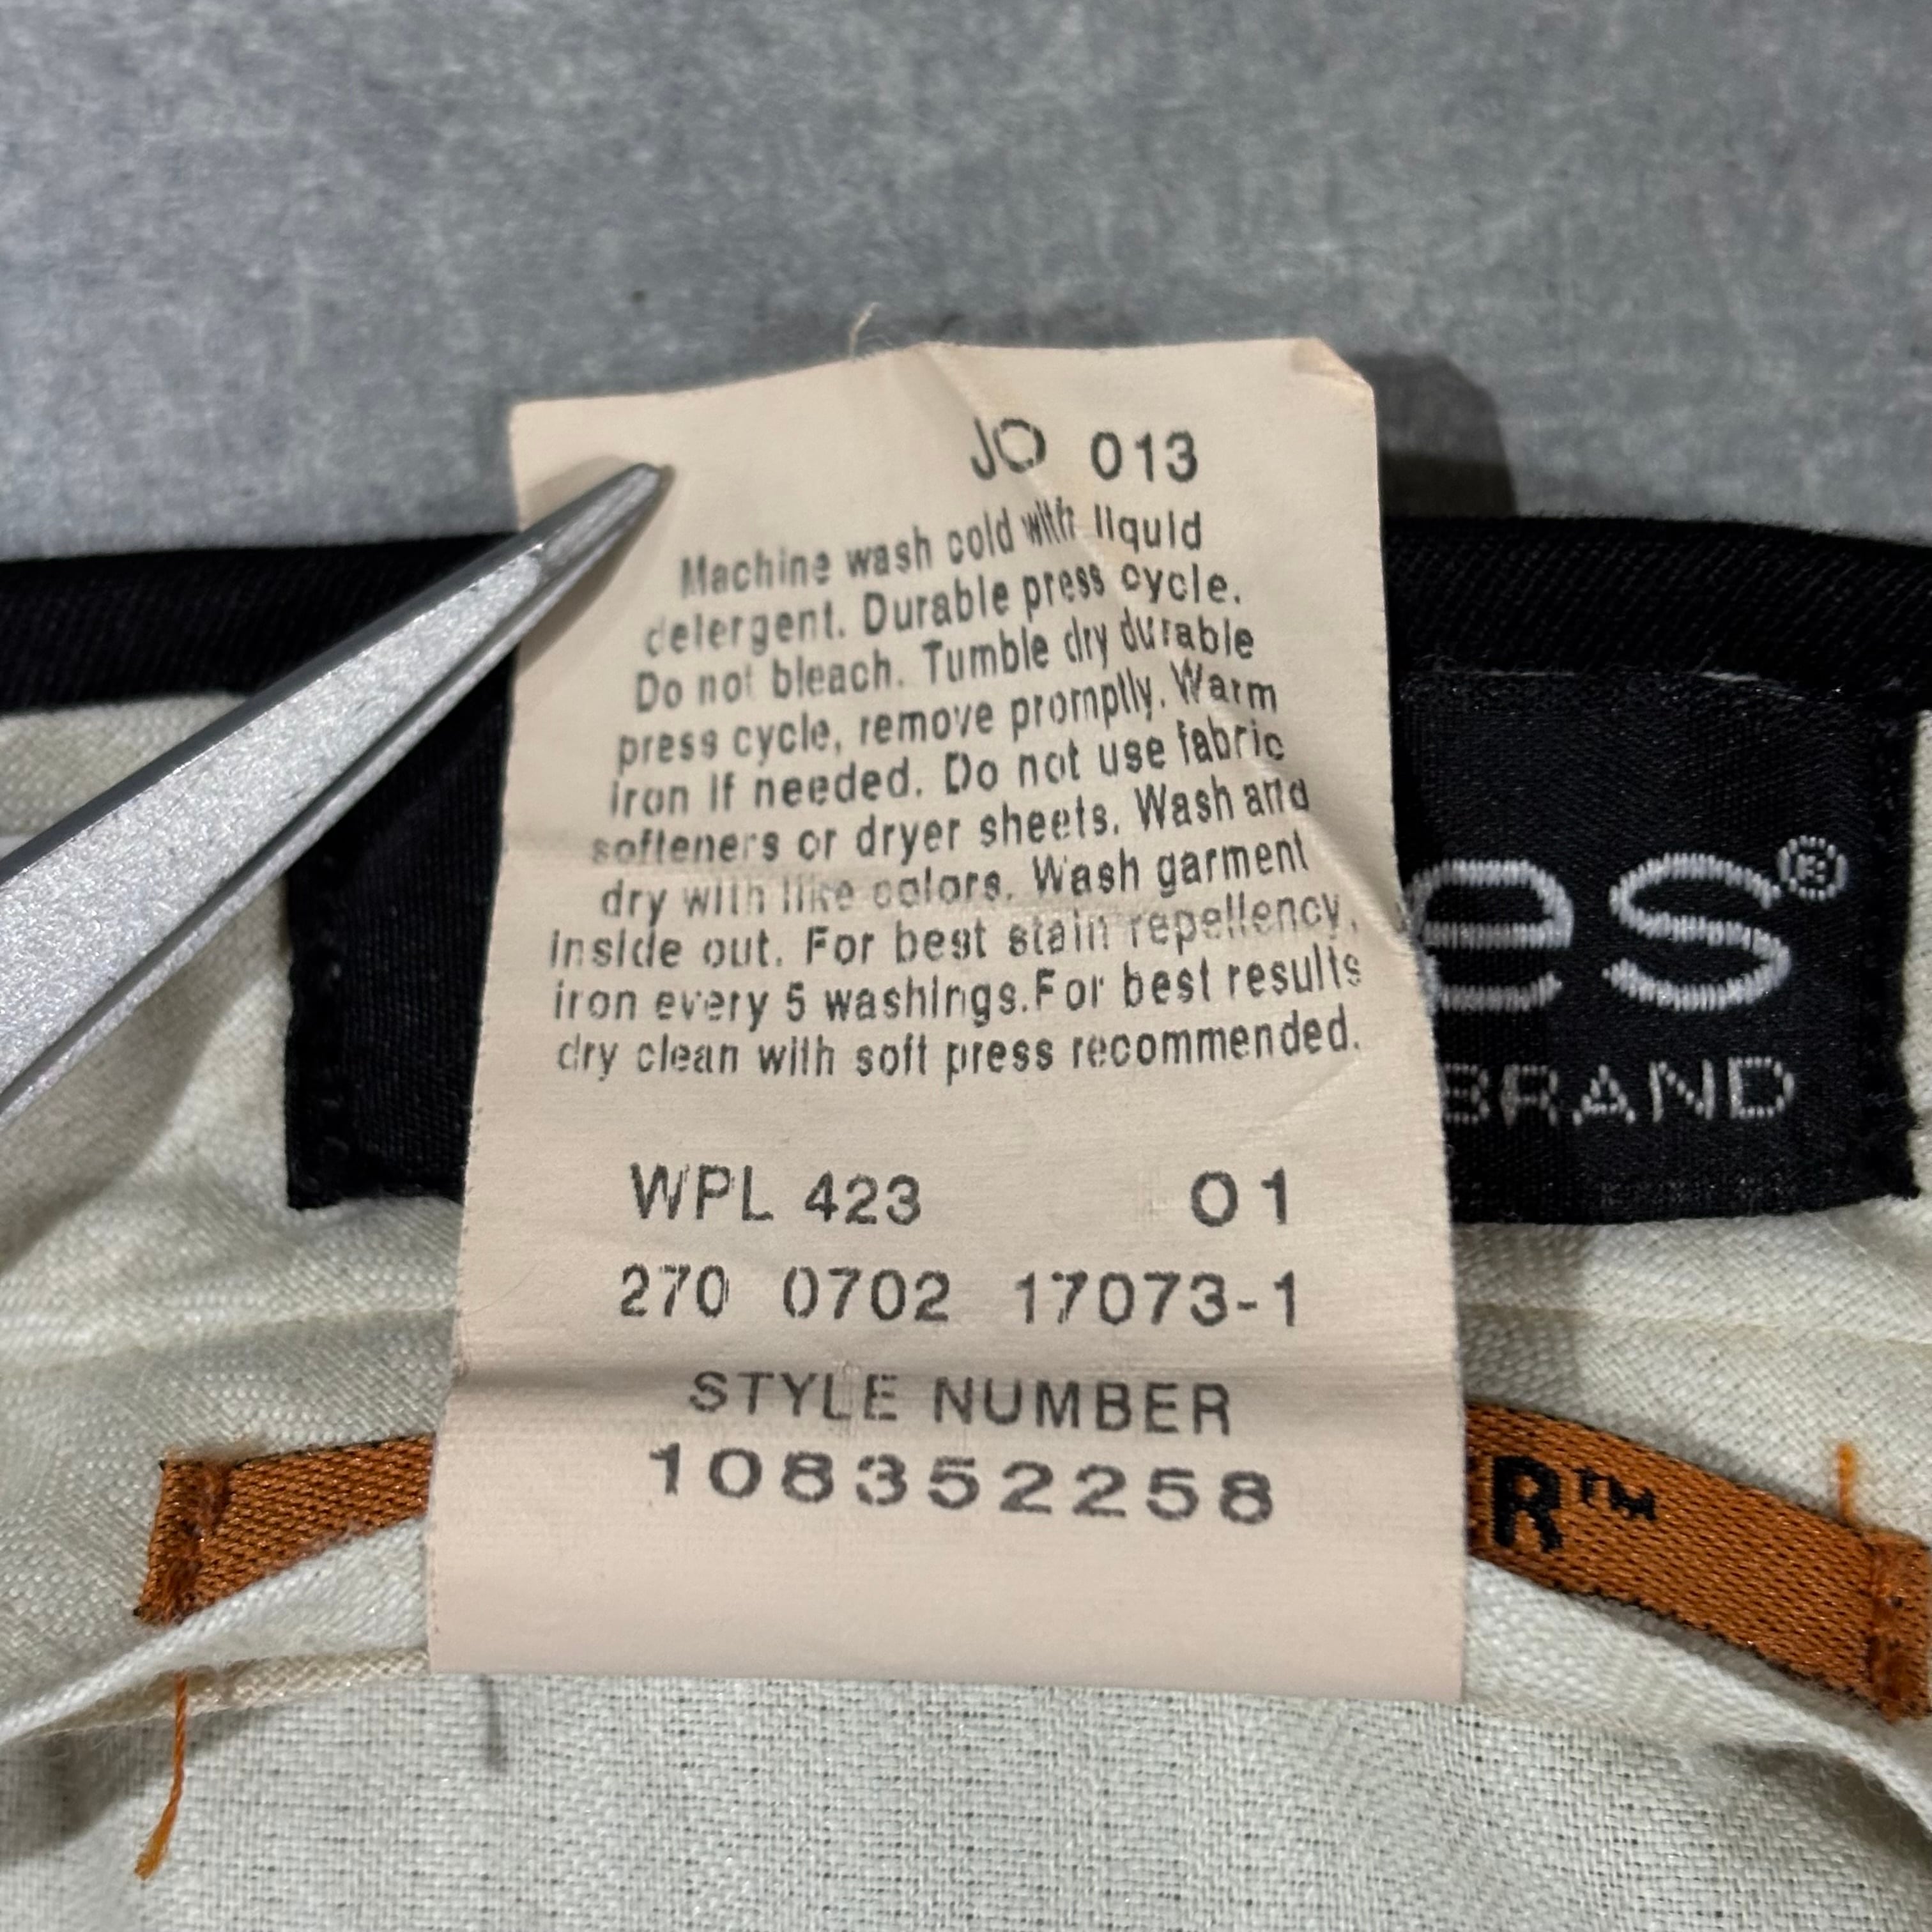 JO 013
Machine wash cold with liquid
detergent. Durable press cycle.
Do not bleach. Tumble dry durable
press cycle, remove promptly. Warm
iron if needed. Do not use fabric
softeners or dryer sheets. Wash and
dry with like colors. Wash garment
inside out. For best stain repellency,
iron every 5 washings.For best results
dry clean with soft press recommended.
WPL 423 01
270 0702 17073-1
STYLE NUMBER
108352258
es®
BRAND
R™